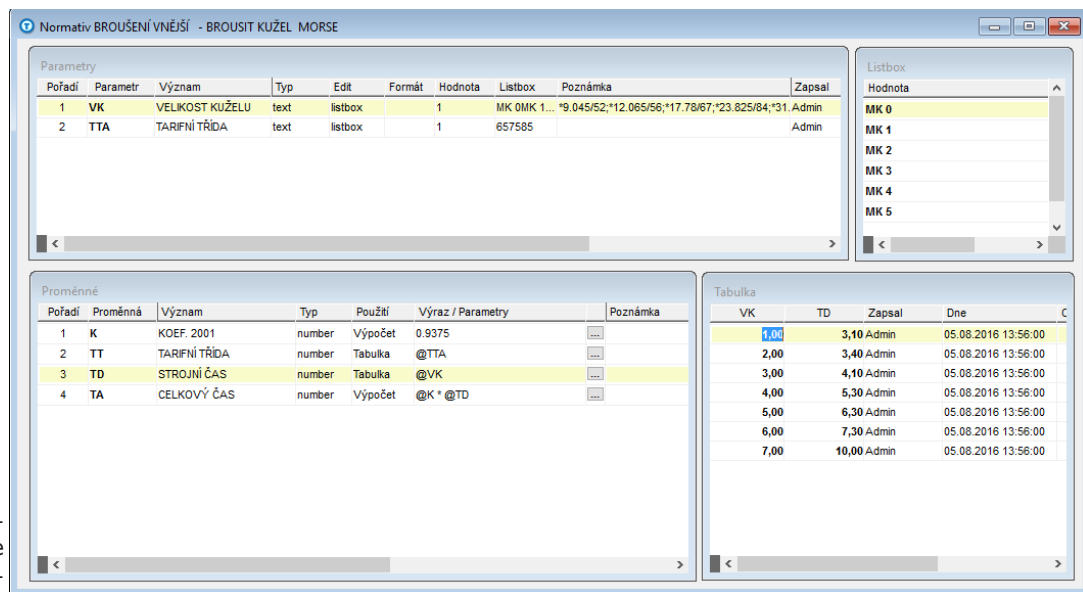 Normativ BROUŠENÍ VNĚJŠÍ - BROUSIT KUŽEL MORSE
Parametry
Pořadí Parametr Význam Typ Edit Formát Hodnota Listbox Poznámka Zapsal
1 VK VELIKOST KUŽELU text listbox 1 MK 0MK 1... *9.045/52;*12.065/56;*17.78/67;*23.825/84;*31. Admin
2 TTA TARIFNÍ TŘÍDA text listbox 1 657585 Admin
Listbox
Hodnota
MK 0
MK 1
MK 2
MK 3
MK 4
MK 5
Proměnné
Pořadí Proměnná Význam Typ Použití Výraz / Parametry Poznámka
1 K KOEF. 2001 number Výpočet 0.9375 ...
2 TT TARIFNÍ TŘÍDA number Tabulka @TTA ...
3 TD STROJNÍ ČAS number Tabulka @VK ...
4 TA CELKOVÝ ČAS number Výpočet @K * @TD ...
Tabulka
VK TD Zapsal Dne
1,00 3,10 Admin 05.08.2016 13:56:00
2,00 3,40 Admin 05.08.2016 13:56:00
3,00 4,10 Admin 05.08.2016 13:56:00
4,00 5,30 Admin 05.08.2016 13:56:00
5,00 6,30 Admin 05.08.2016 13:56:00
6,00 7,30 Admin 05.08.2016 13:56:00
7,00 10,00 Admin 05.08.2016 13:56:00